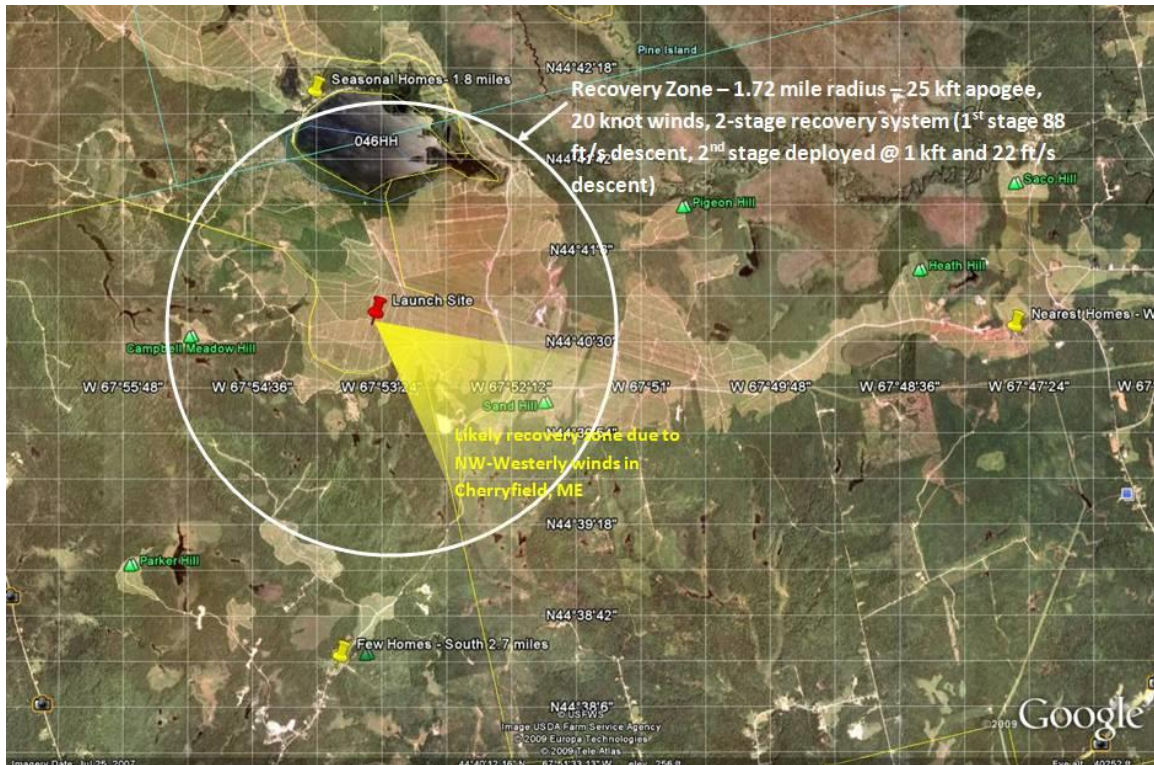 Pine Island
N44°42'18"
Seasonal Homes- 1.8 miles
Recovery Zone – 1.72 mile radius – 25 kft apogee,
20 knot winds, 2-stage recovery system (1st stage 88
ft/s descent, 2nd stage deployed @ 1 kft and 22 ft/s
descent)
046HH
Saco Hill
Pigeon Hill
Heath Hill
Launch Site
Nearest Homes - W
N44°40'30"
Campbell Meadow Hill
W 67°55'48"
W 67°54'36"
W 67°53'24"
W 67°52'12"
W 67°51'
W 67°49'48"
W 67°48'36"
W 67°47'24"
Sand Hill
Likely recovery zone due to
NW-Westerly winds in
Cherryfield, ME
N44°39'18"
Parker Hill
N44°38'42"
Few Homes - South 2.7 miles
N44°38'6"
© USFWS
Image USDA Farm Service Agency
© 2009 Europa Technologies
© 2009 Tele Atlas
©2009 Google